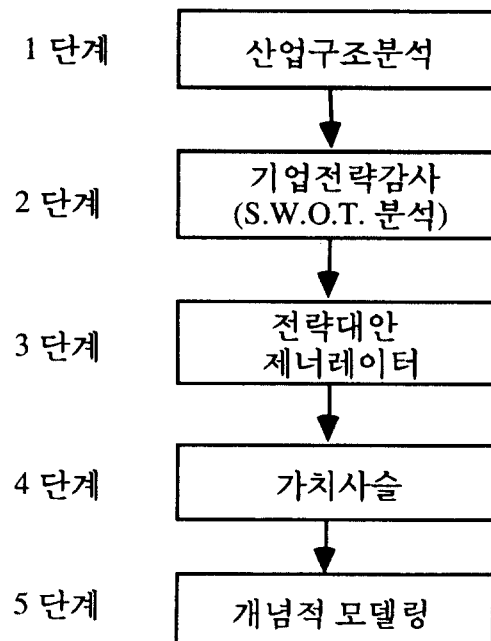 1 단계 산업구조분석
2 단계 기업전략감사
(S.W.O.T. 분석)
3 단계 전략대안
제너레이터
4 단계 가치사슬
5 단계 개념적 모델링